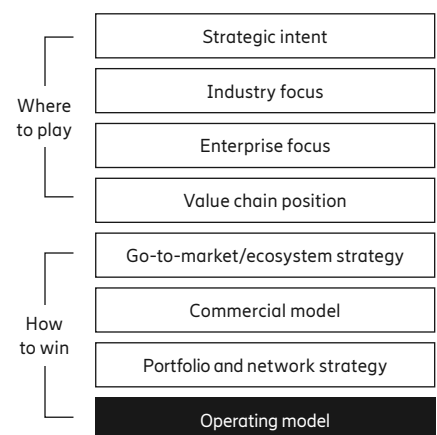 Where
to play
Strategic intent
Industry focus
Enterprise focus
Value chain position
How
to win
Go-to-market/ecosystem strategy
Commercial model
Portfolio and network strategy
Operating model